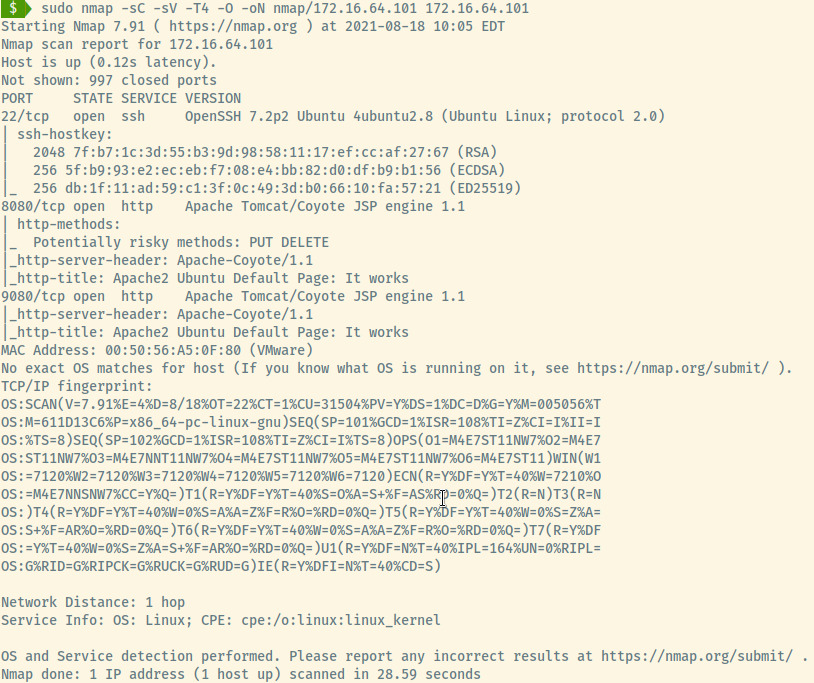 $ sudo nmap -sC -sV -T4 -O -oN nmap/172.16.64.101 172.16.64.101
Starting Nmap 7.91 ( https://nmap.org ) at 2021-08-18 10:05 EDT
Nmap scan report for 172.16.64.101
Host is up (0.12s latency).
Not shown: 997 closed ports
PORT     STATE SERVICE VERSION
22/tcp   open  ssh     OpenSSH 7.2p2 Ubuntu 4ubuntu2.8 (Ubuntu Linux; protocol 2.0)
| ssh-hostkey:
|   2048 7f:b7:1c:3d:55:b3:9d:98:58:11:17:ef:cc:af:27:67 (RSA)
|   256 5f:b9:93:e2:ec:eb:f7:08:e4:bb:82:d0:df:b9:b1:56 (ECDSA)
|_  256 db:1f:11:ad:59:c1:3f:0c:49:3d:b0:66:10:fa:57:21 (ED25519)
8080/tcp open  http    Apache Tomcat/Coyote JSP engine 1.1
| http-methods:
|_  Potentially risky methods: PUT DELETE
|_http-server-header: Apache-Coyote/1.1
|_http-title: Apache2 Ubuntu Default Page: It works
9080/tcp open  http    Apache Tomcat/Coyote JSP engine 1.1
|_http-server-header: Apache-Coyote/1.1
|_http-title: Apache2 Ubuntu Default Page: It works
MAC Address: 00:50:56:A5:0F:80 (VMware)
No exact OS matches for host (If you know what OS is running on it, see https://nmap.org/submit/ ).
TCP/IP fingerprint:
OS:SCAN(V=7.91%E=4%D=8/18%OT=22%CT=1%CU=31504%PV=Y%DS=1%DC=D%G=Y%M=005056%T
OS:M=611D13C6%P=x86_64-pc-linux-gnu)SEQ(SP=101%GCD=1%ISR=108%TI=Z%CI=I%II=I
OS:%TS=8)SEQ(SP=102%GCD=1%ISR=108%TI=Z%CI=I%TS=8)OPS(O1=M4E7ST11NW7%O2=M4E7
OS:ST11NW7%O3=M4E7NNT11NW7%O4=M4E7ST11NW7%O5=M4E7ST11NW7%O6=M4E7ST11)WIN(W1
OS:=7120%W2=7120%W3=7120%W4=7120%W5=7120%W6=7120)ECN(R=Y%DF=Y%T=40%W=7210%O
OS:=M4E7NNSNW7%CC=Y%Q=)T1(R=Y%DF=Y%T=40%S=O%A=S+%F=AS%RD=0%Q=)T2(R=N)T3(R=N
OS:)T4(R=Y%DF=Y%T=40%W=0%S=A%A=Z%F=R%O=%RD=0%Q=)T5(R=Y%DF=Y%T=40%W=0%S=Z%A=
OS:S+%F=AR%O=%RD=0%Q=)T6(R=Y%DF=Y%T=40%W=0%S=A%A=Z%F=R%O=%RD=0%Q=)T7(R=Y%DF
OS:=Y%T=40%W=0%S=Z%A=S+%F=AR%O=%RD=0%Q=)U1(R=Y%DF=N%T=40%IPL=164%UN=0%RIPL=
OS:G%RID=G%RIPCK=G%RUCK=G%RUD=G)IE(R=Y%DFI=N%T=40%CD=S)
Network Distance: 1 hop
Service Info: OS: Linux; CPE: cpe:/o:linux:linux_kernel
OS and Service detection performed. Please report any incorrect results at https://nmap.org/submit/ .
Nmap done: 1 IP address (1 host up) scanned in 28.59 seconds